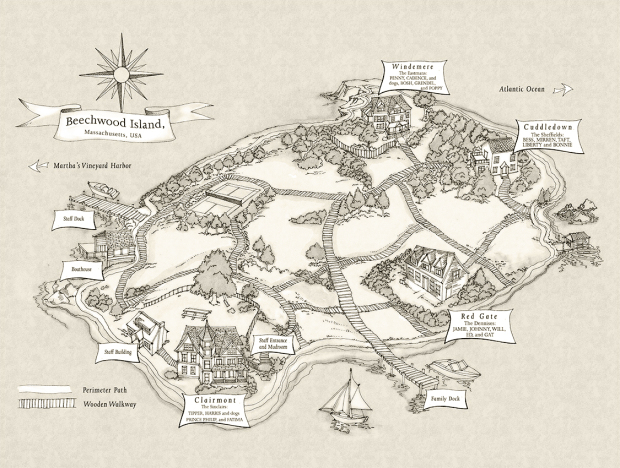 Windemere
The Eastmans:
PENNY, CADENCE, and
dogs, BOSH, GRENDEL,
and POPPY
Atlantic Ocean
Beechwood Island,
Massachusetts, USA
Cuddledown
The Sheffields:
BESS, MIRREN, TAFT,
LIBERTY and BONNIE
Martha's Vineyard Harbor
Staff Dock
Boathouse
Red Gate
The Dennises:
JAMIE, JOHNNY, WILL,
ED, and GAT
Staff Building
Staff Entrance
and Mudroom
Clairmont
The Sinclairs:
TIPPER, HARRIS and dogs
PRINCE PHILIP and FATIMA
Family Dock
Perimeter Path
Wooden Walkway